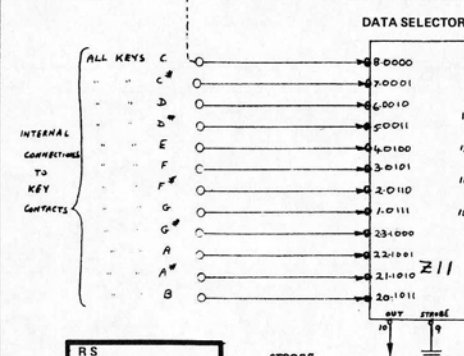 DATA SELECTOR
ALL KEYS C 8-0000
" " C# 7-0001
" " D 6-0010
" " D# 5-0011
" " E 4-0100
" " F 3-0101
" " F# 2-0110
" " G 1-0111
" " G# 23-1000
" " A 22-1001
" " A# 21-1010
" " B 20-1011
INTERNAL
CONNECTIONS
TO
KEY
CONTACTS
Z11
OUT STROBE
10 9
RS